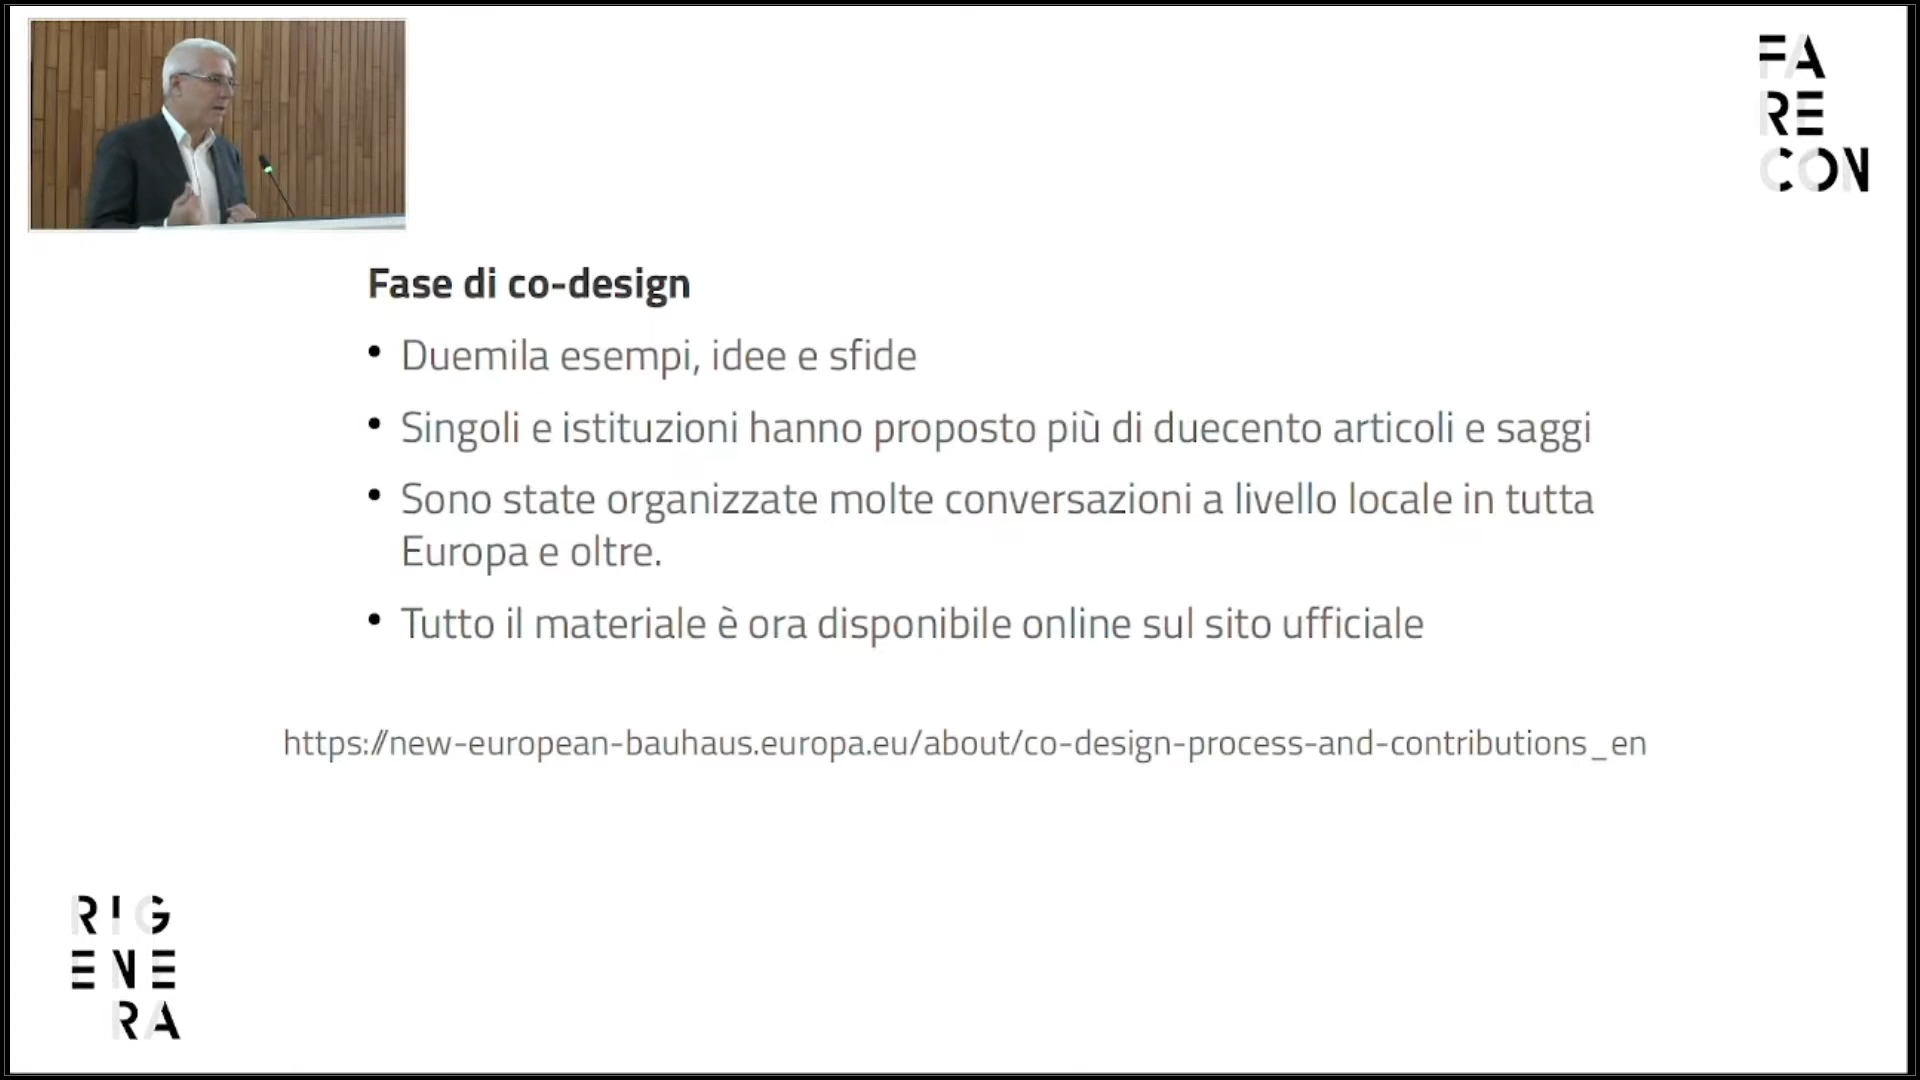 FA
RE
CON
Fase di co-design
• Duemila esempi, idee e sfide
• Singoli e istituzioni hanno proposto più di duecento articoli e saggi
• Sono state organizzate molte conversazioni a livello locale in tutta
Europa e oltre.
• Tutto il materiale è ora disponibile online sul sito ufficiale
https://new-european-bauhaus.europa.eu/about/co-design-process-and-contributions_en
RIG
ENE
RA